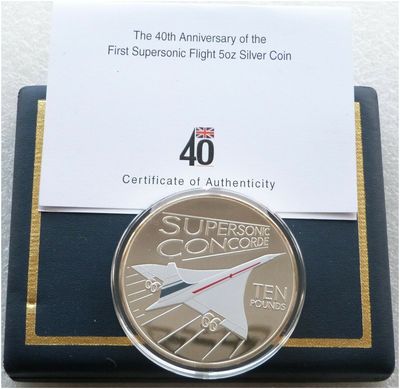 The 40th Anniversary of the
First Supersonic Flight 5oz Silver Coin
40
Certificate of Authenticity
SUPERSONIC
CONCORDE
TEN
POUNDS